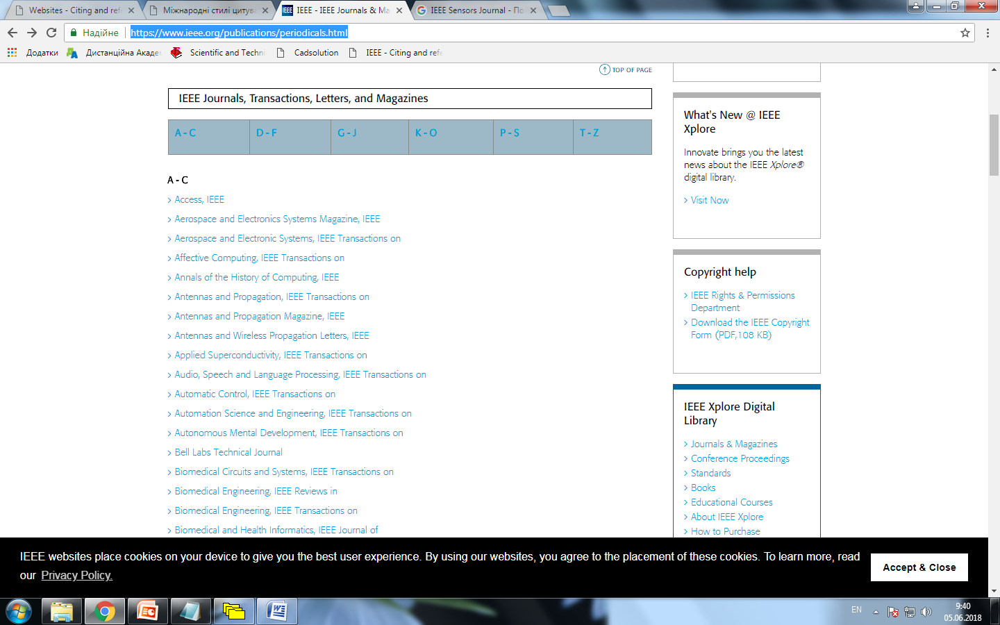 Websites - Citing and refe
Міжнародні стилі цитува
IEEE - IEEE Journals & Ma
IEEE Sensors Journal - По
Надійне
https://www.ieee.org/publications/periodicals.html
Додатки
Дистанційна Акаде
Scientific and Techni
Cadsolution
IEEE - Citing and refe
TOP OF PAGE
IEEE Journals, Transactions, Letters, and Magazines
A - C D - F G - J K - O P - S T - Z
A - C
Access, IEEE
Aerospace and Electronics Systems Magazine, IEEE
Aerospace and Electronic Systems, IEEE Transactions on
Affective Computing, IEEE Transactions on
Annals of the History of Computing, IEEE
Antennas and Propagation, IEEE Transactions on
Antennas and Propagation Magazine, IEEE
Antennas and Wireless Propagation Letters, IEEE
Applied Superconductivity, IEEE Transactions on
Audio, Speech and Language Processing, IEEE Transactions on
Automatic Control, IEEE Transactions on
Automation Science and Engineering, IEEE Transactions on
Autonomous Mental Development, IEEE Transactions on
Bell Labs Technical Journal
Biomedical Circuits and Systems, IEEE Transactions on
Biomedical Engineering, IEEE Reviews in
Biomedical Engineering, IEEE Transactions on
Biomedical and Health Informatics, IEEE Journal of
What's New @ IEEE
Xplore
Innovate brings you the latest
news about the IEEE Xplore®
digital library.
Visit Now
Copyright help
IEEE Rights & Permissions
Department
Download the IEEE Copyright
Form (PDF,108 KB)
IEEE Xplore Digital
Library
Journals & Magazines
Conference Proceedings
Standards
Books
Educational Courses
About IEEE Xplore
How to Purchase
IEEE websites place cookies on your device to give you the best user experience. By using our websites, you agree to the placement of these cookies. To learn more, read
our Privacy Policy.
Accept & Close
EN
9:40
05.06.2018